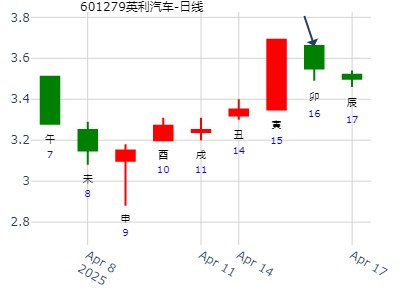 601279英利汽车-日线
3.8
3.6
3.4
3.2
3
2.8
午
7
未
8
申
9
酉
10
戌
11
丑
14
寅
15
卯
16
辰
17
Apr 8
2025
Apr 11
Apr 14
Apr 17